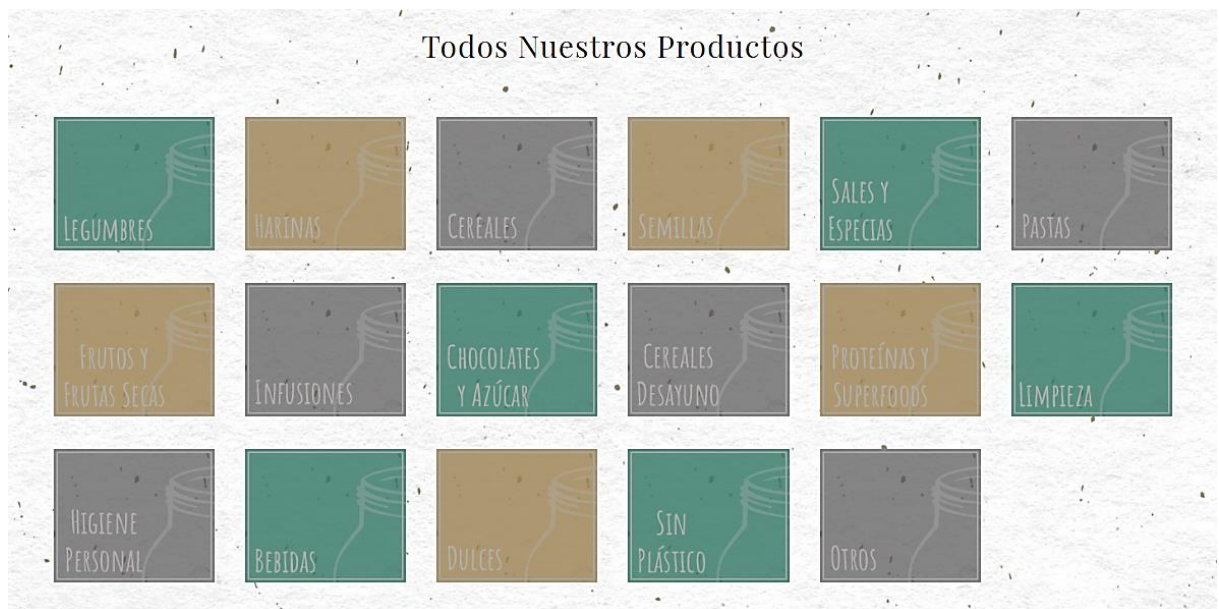 Todos Nuestros Productos
Legumbres
Harinas
Cereales
Semillas
Sales y
Especias
Pastas
Frutos y
Frutas Secas
Infusiones
Chocolates
y Azúcar
Cereales
Desayuno
Proteínas y
Superfoods
Limpieza
Higiene
Personal
Bebidas
Dulces
Sin
Plástico
Otros